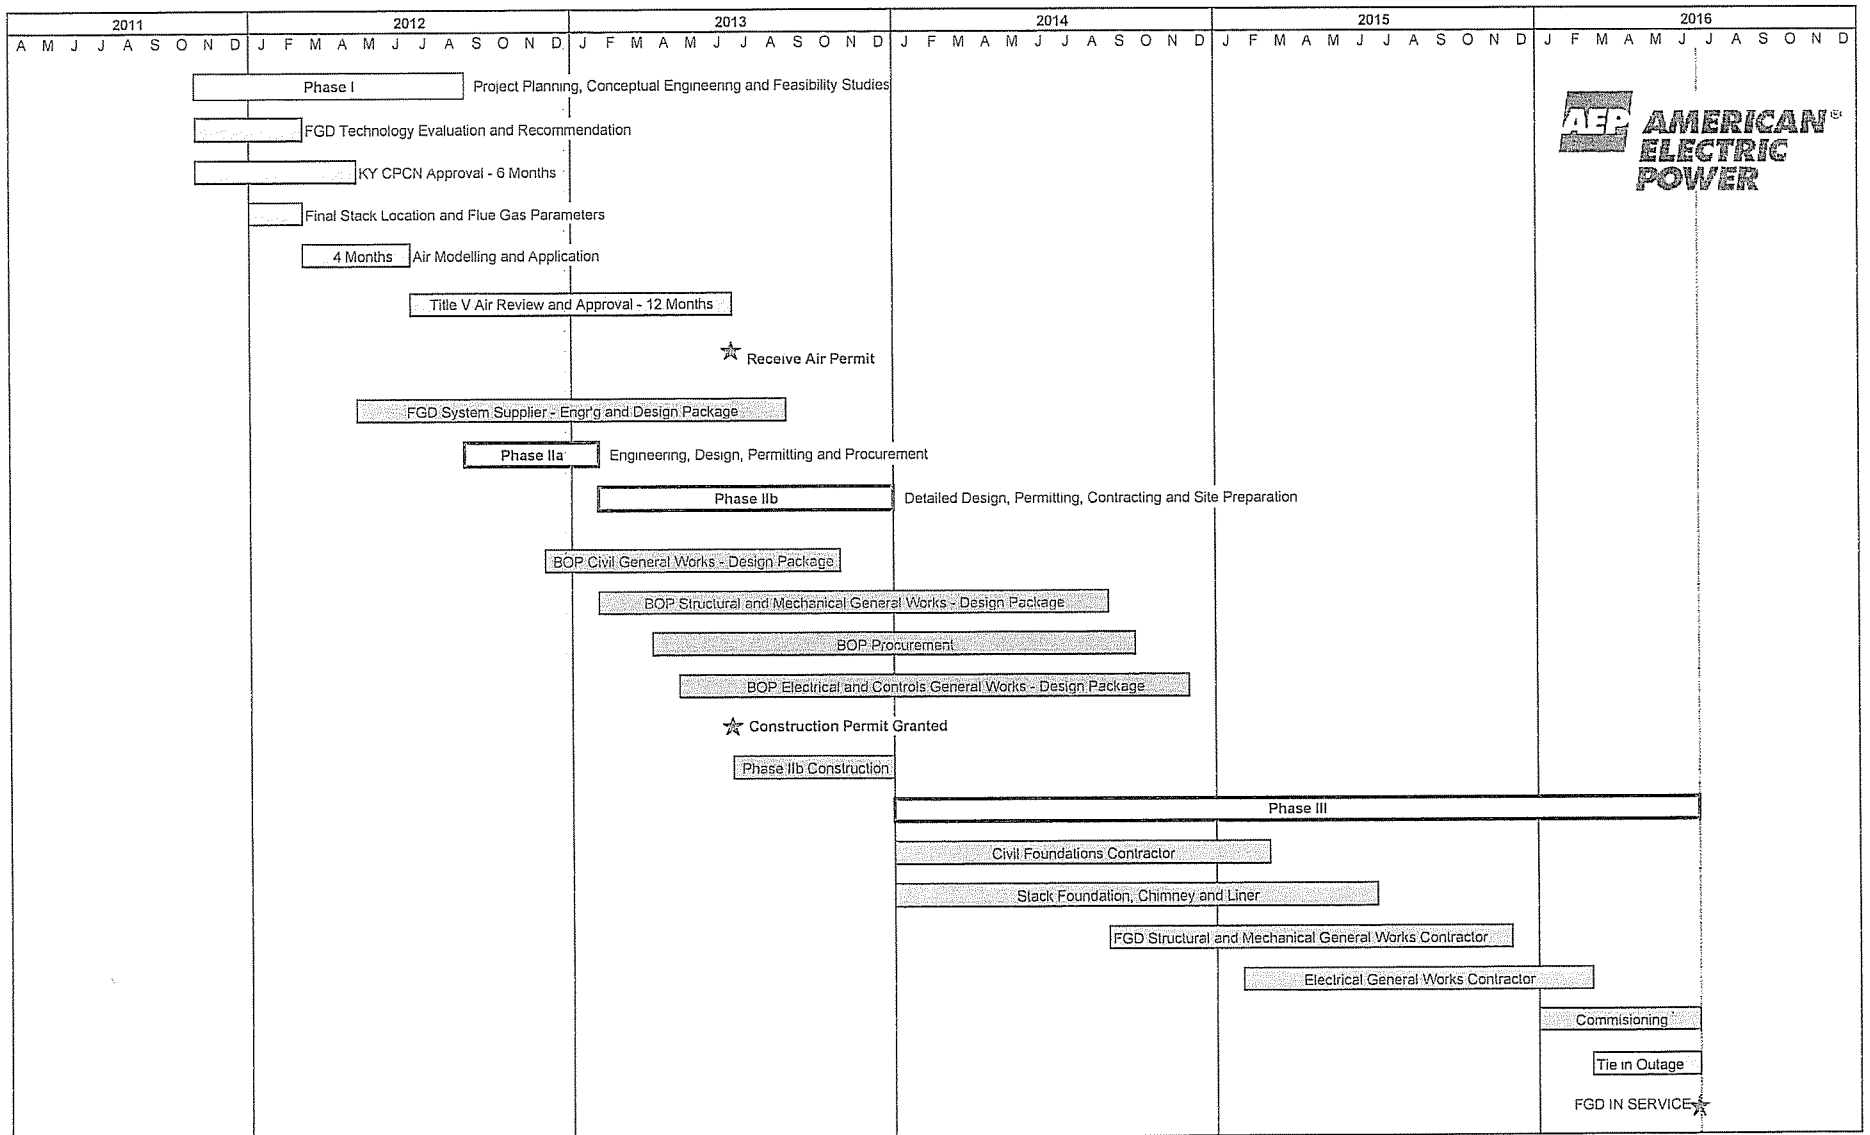 2011 2012 2013 2014 2015 2016
A M J J A S O N D J F M A M J J A S O N D J F M A M J J A S O N D J F M A M J J A S O N D J F M A M J J A S O N D J F M A M J J A S O N D
Phase I Project Planning, Conceptual Engineering and Feasibility Studies
AEP AMERICAN®
ELECTRIC
POWER
FGD Technology Evaluation and Recommendation
KY CPCN Approval - 6 Months
Final Stack Location and Flue Gas Parameters
4 Months Air Modelling and Application
Title V Air Review and Approval - 12 Months
Receive Air Permit
FGD System Supplier - Engr'g and Design Package
Phase IIa Engineering, Design, Permitting and Procurement
Phase IIb Detailed Design, Permitting, Contracting and Site Preparation
BOP Civil General Works - Design Package
BOP Structural and Mechanical General Works - Design Package
BOP Procurement
BOP Electrical and Controls General Works - Design Package
Construction Permit Granted
Phase IIb Construction
Phase III
Civil Foundations Contractor
Stack Foundation, Chimney and Liner
FGD Structural and Mechanical General Works Contractor
Electrical General Works Contractor
Commisioning
Tie in Outage
FGD IN SERVICE